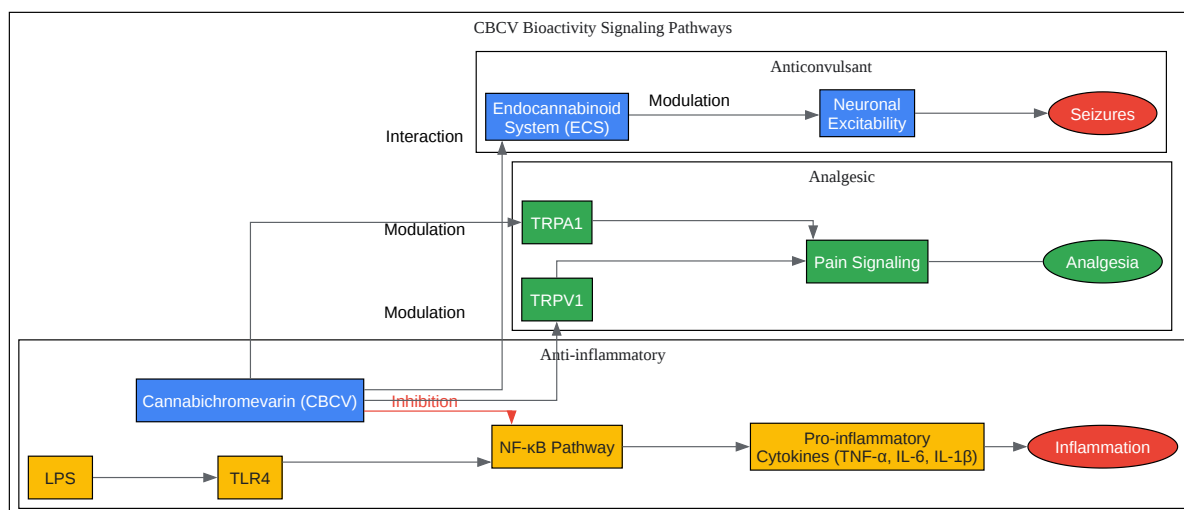 CBCV Bioactivity Signaling Pathways
Anticonvulsant
Endocannabinoid
System (ECS)
Modulation
Neuronal
Excitability
Seizures
Interaction
Analgesic
TRPA1
Modulation
Pain Signaling
Analgesia
TRPV1
Modulation
Anti-inflammatory
Cannabichromevarin (CBCV)
Inhibition
NF-κB Pathway
Pro-inflammatory
Cytokines (TNF-α, IL-6, IL-1β)
Inflammation
LPS
TLR4